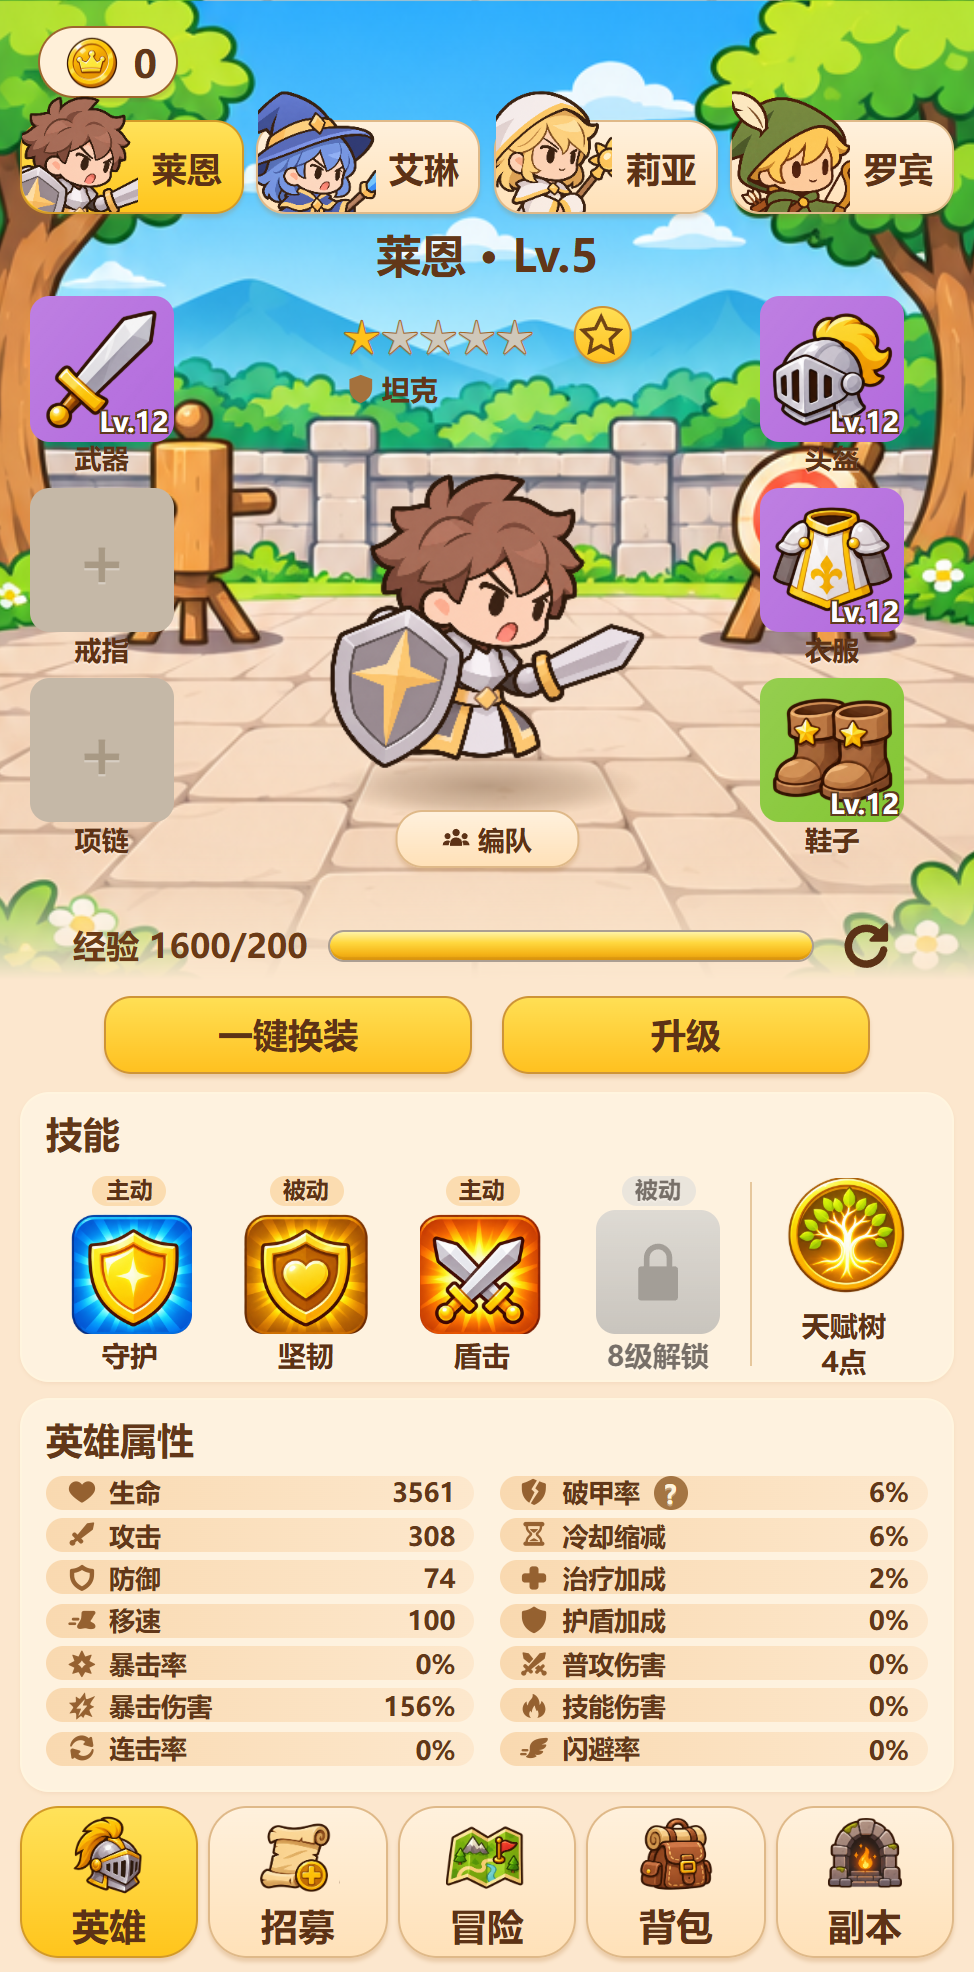 0
莱恩
艾琳
莉亚
罗宾
莱恩·Lv.5
坦克
Lv.12
武器
戒指
项链
Lv.12
头盔
Lv.12
衣服
Lv.12
鞋子
编队
经验 1600/200
一键换装
升级
技能
主动
守护
被动
坚韧
主动
盾击
被动
8级解锁
天赋树
4点
英雄属性
生命 3561
破甲率 ? 6%
攻击 308
冷却缩减 6%
防御 74
治疗加成 2%
移速 100
护盾加成 0%
暴击率 0%
普攻伤害 0%
暴击伤害 156%
技能伤害 0%
连击率 0%
闪避率 0%
英雄
招募
冒险
背包
副本